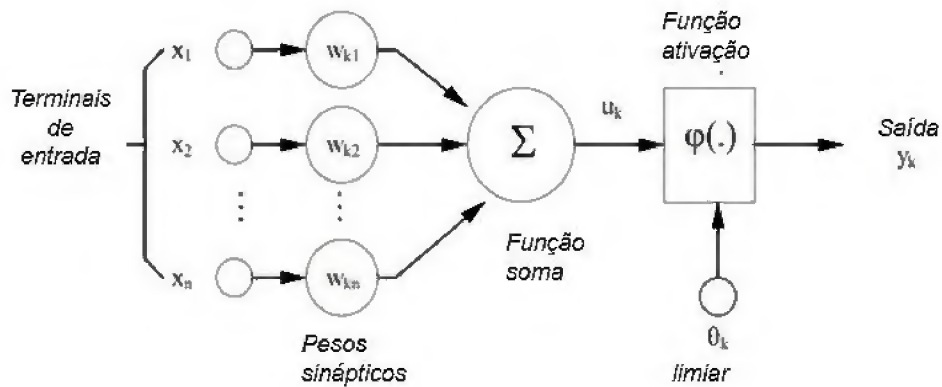 Função
ativação
Terminais
de
entrada
x1
wk1
x2
wk2
xn
wkn
Σ
uk
φ(.)
Saída
yk
Função
soma
Pesos
sinápticos
θk
limiar